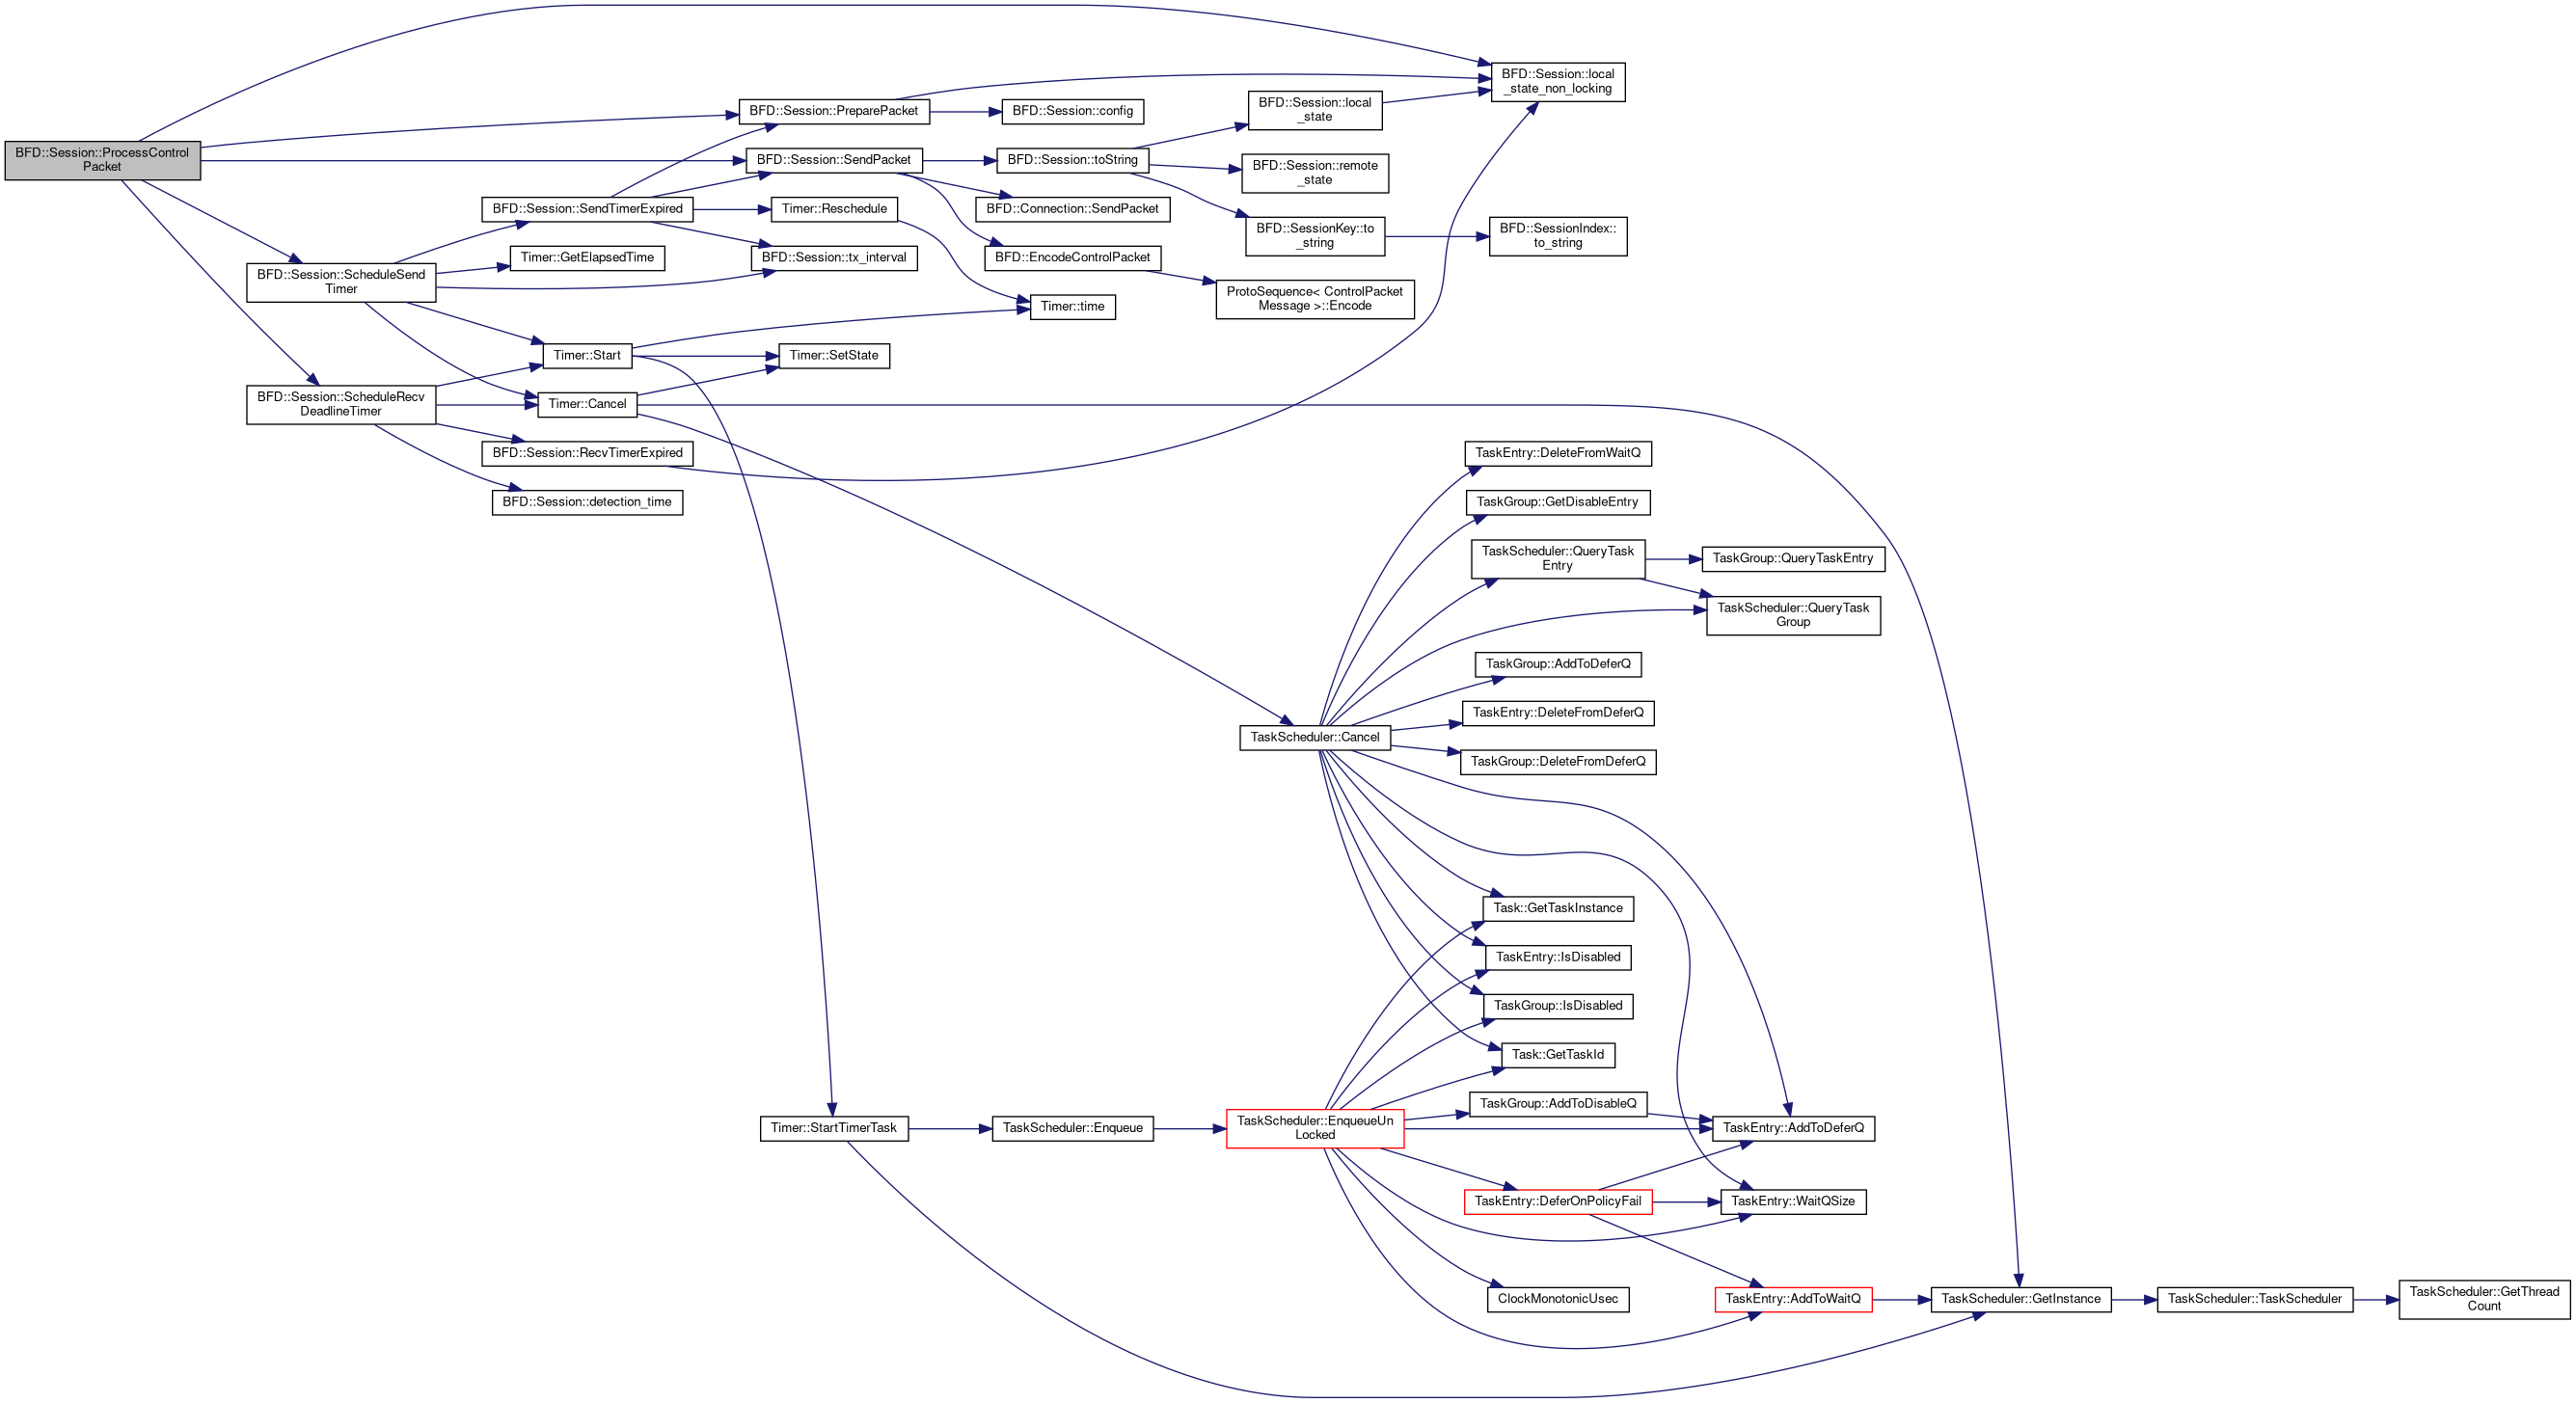 BFD::Session::ProcessControl
Packet
BFD::Session::local
_state_non_locking
BFD::Session::PreparePacket
BFD::Session::config
BFD::Session::local
_state
BFD::Session::SendPacket
BFD::Session::toString
BFD::Session::remote
_state
BFD::Session::SendTimerExpired
Timer::Reschedule
BFD::Connection::SendPacket
BFD::SessionKey::to
_string
BFD::SessionIndex::
to_string
BFD::Session::ScheduleSend
Timer
Timer::GetElapsedTime
BFD::Session::tx_interval
BFD::EncodeControlPacket
ProtoSequence< ControlPacket
Message >::Encode
Timer::time
Timer::Start
Timer::SetState
BFD::Session::ScheduleRecv
DeadlineTimer
Timer::Cancel
BFD::Session::RecvTimerExpired
BFD::Session::detection_time
TaskEntry::DeleteFromWaitQ
TaskGroup::GetDisableEntry
TaskScheduler::QueryTask
Entry
TaskGroup::QueryTaskEntry
TaskScheduler::QueryTask
Group
TaskGroup::AddToDeferQ
TaskEntry::DeleteFromDeferQ
TaskScheduler::Cancel
TaskGroup::DeleteFromDeferQ
Task::GetTaskInstance
TaskEntry::IsDisabled
TaskGroup::IsDisabled
Task::GetTaskId
TaskGroup::AddToDisableQ
Timer::StartTimerTask
TaskScheduler::Enqueue
TaskScheduler::EnqueueUn
Locked
TaskEntry::AddToDeferQ
TaskEntry::DeferOnPolicyFail
TaskEntry::WaitQSize
ClockMonotonicUsec
TaskEntry::AddToWaitQ
TaskScheduler::GetInstance
TaskScheduler::TaskScheduler
TaskScheduler::GetThread
Count